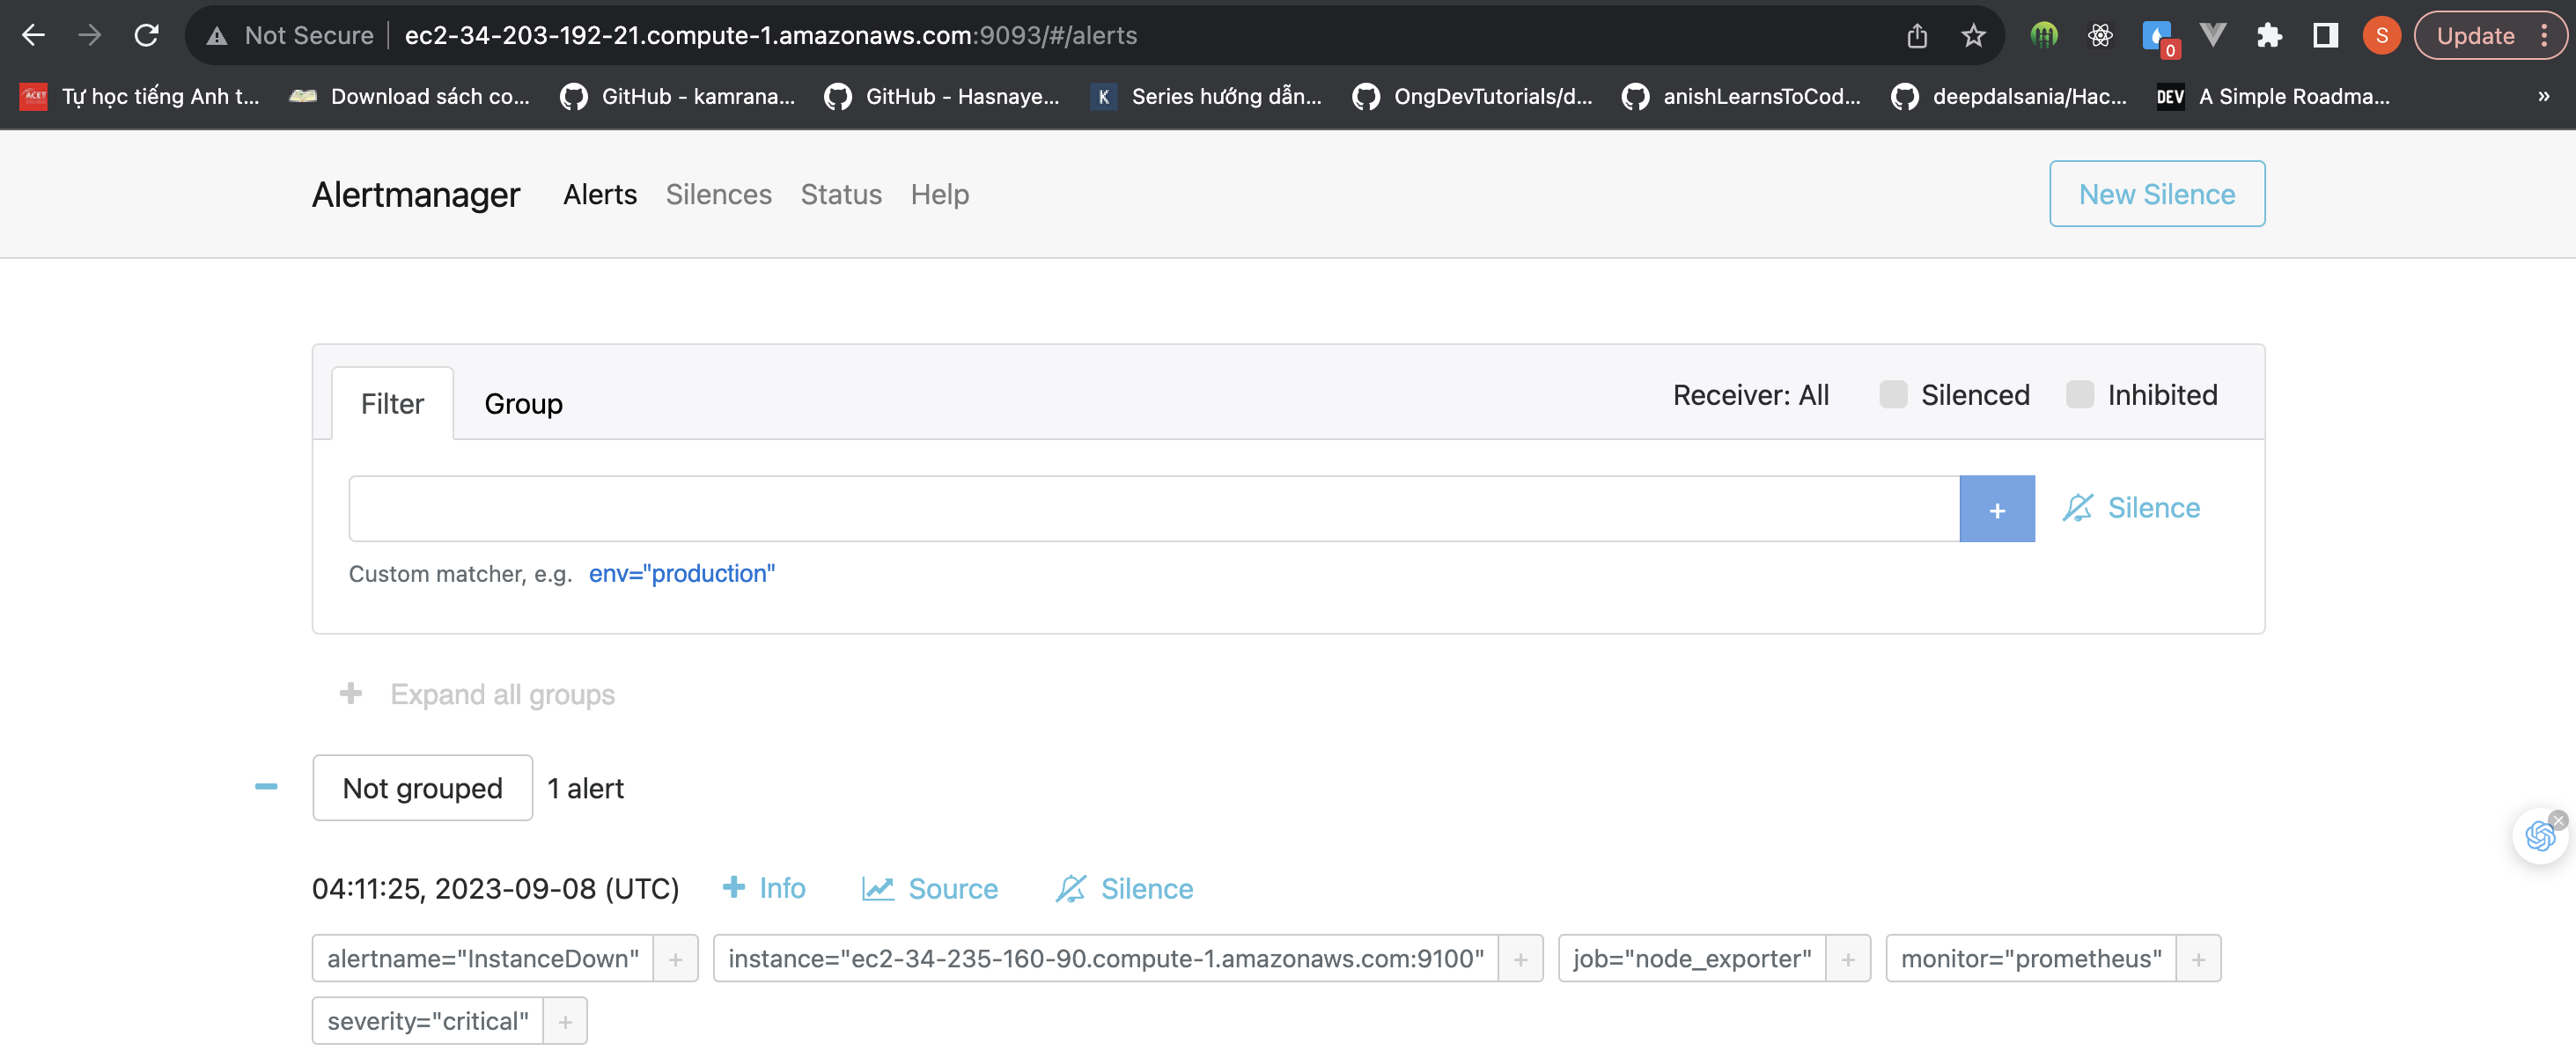 Not Secure ec2-34-203-192-21.compute-1.amazonaws.com:9093/#/alerts 0 S Update
ACET Tự học tiếng Anh t... Download sách co... GitHub - kamrana... GitHub - Hasnaye... K Series hướng dẫn... OngDevTutorials/d... anishLearnsToCod... deepdalsania/Hac... DEV A Simple Roadma... »
Alertmanager Alerts Silences Status Help New Silence
Filter Group Receiver: All Silenced Inhibited
+ Silence
Custom matcher, e.g. env="production"
+ Expand all groups
Not grouped 1 alert
04:11:25, 2023-09-08 (UTC) + Info Source Silence
alertname="InstanceDown" + instance="ec2-34-235-160-90.compute-1.amazonaws.com:9100" + job="node_exporter" + monitor="prometheus" +
severity="critical" +